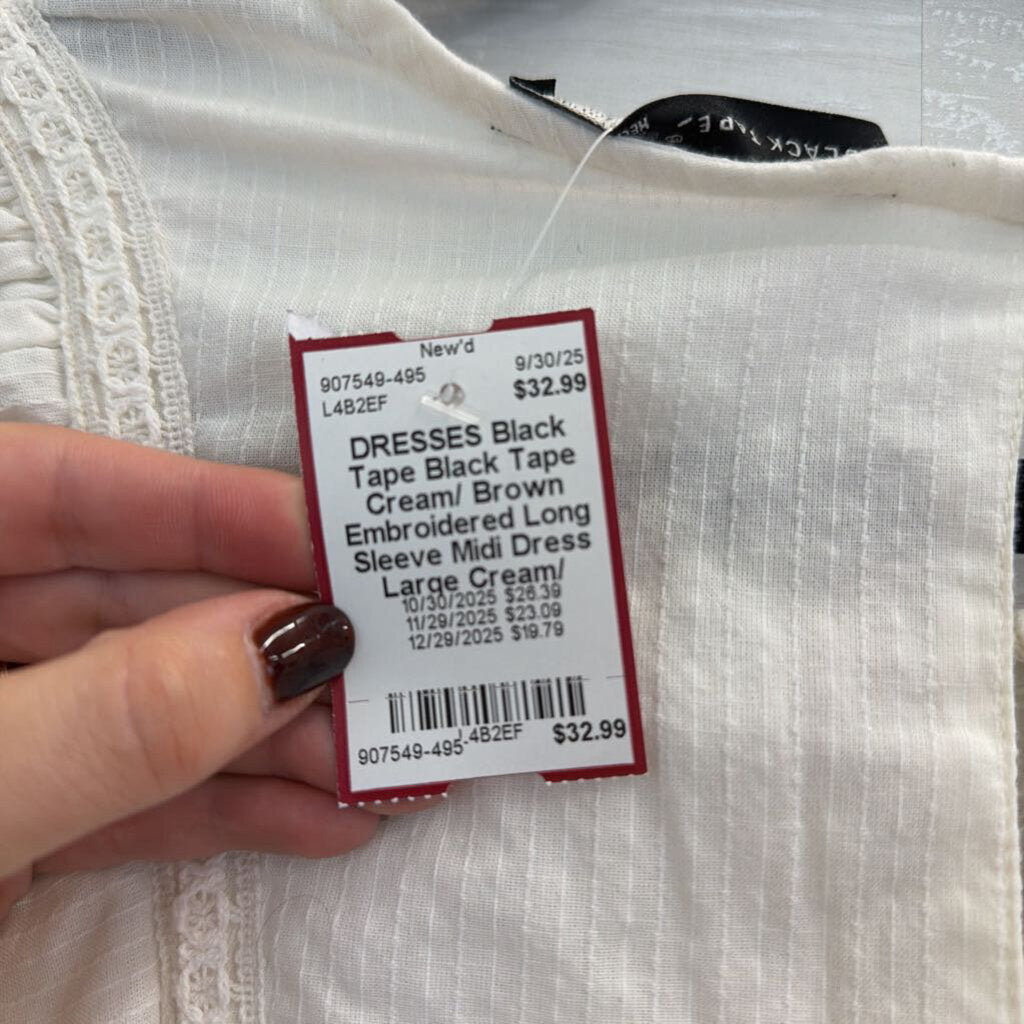 BLACK TAPE
New'd
907549-495 9/30/25
L4B2EF $32.99
DRESSES Black
Tape Black Tape
Cream/ Brown
Embroidered Long
Sleeve Midi Dress
Large Cream/
10/30/2025 $26.39
11/29/2025 $23.09
12/29/2025 $19.79
L4B2EF $32.99
907549-495